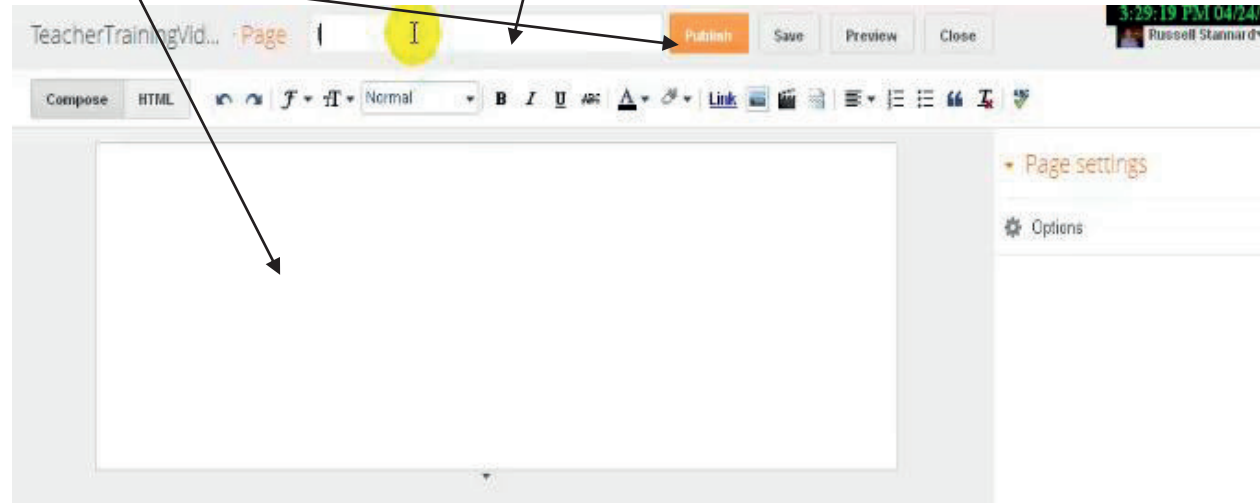 3:29:19 PM 04/24/
TeacherTrainingVid... Page Publish Save Preview Close Russell Stannard
Compose HTML Normal B I U ABC A Link
Page settings
Options